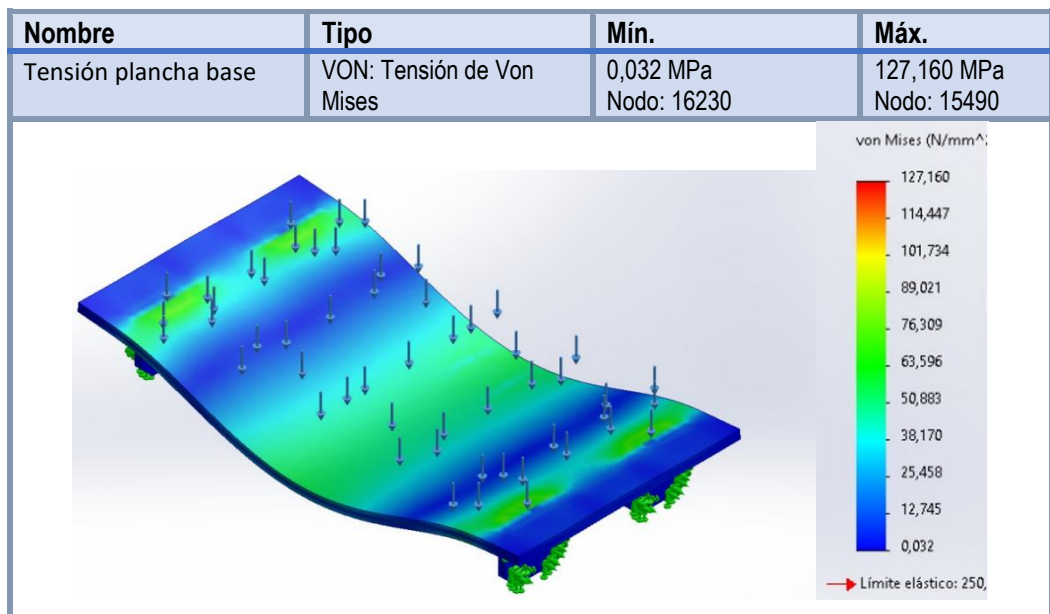 Nombre Tipo Mín. Máx.
Tensión plancha base VON: Tensión de Von 0,032 MPa 127,160 MPa
Mises Nodo: 16230 Nodo: 15490
von Mises (N/mm^
127,160
114,447
101,734
89,021
76,309
63,596
50,883
38,170
25,458
12,745
0,032
Límite elástico: 250,